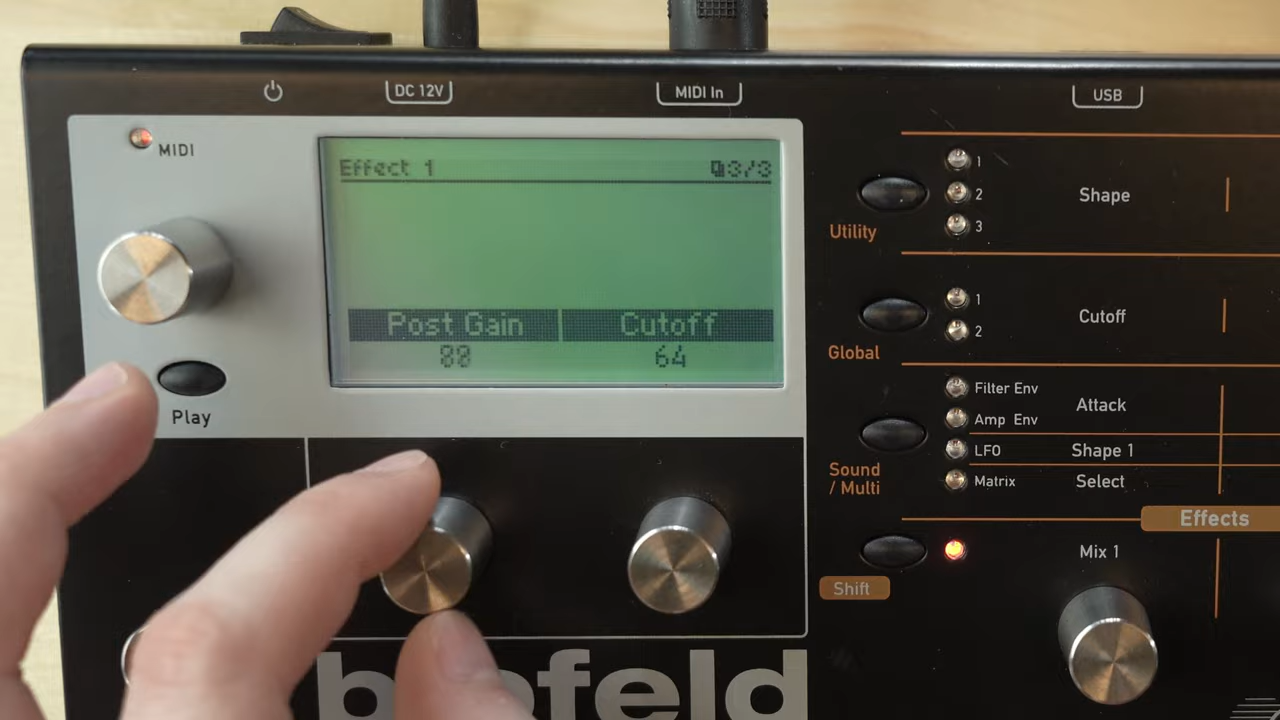 DC 12V
MIDI In
USB
MIDI
Effect 1
3/3
Post Gain
Cutoff
64
Play
1
2
3
Shape
Utility
1
2
Cutoff
Global
Filter Env
Attack
Amp Env
LFO
Shape 1
Matrix
Select
Sound
/ Multi
Effects
Mix 1
Shift